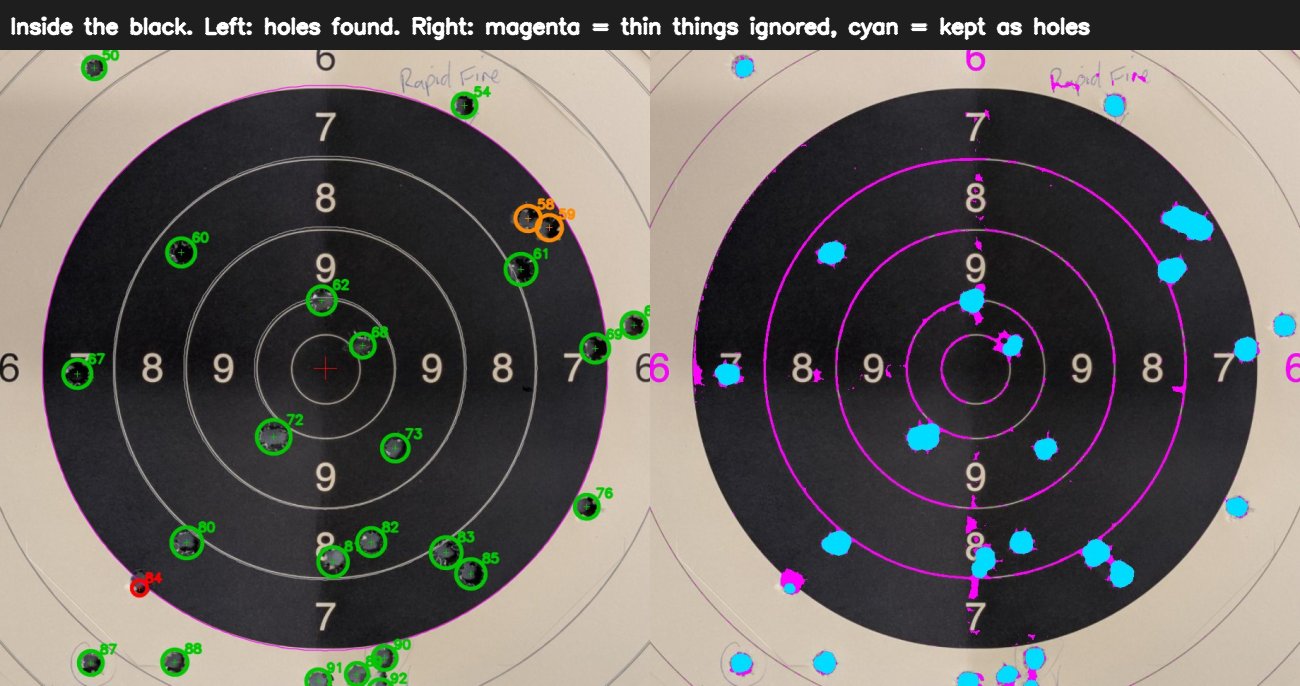 Inside the black. Left: holes found. Right: magenta = thin things ignored, cyan = kept as holes
50 6 6
Rapid Fire Rapid Fire
54
7 7
8 58 59 8
60 61
9 9
62
68 69
6 67 8 9 9 8 7 6 6 7 8 9 9 8 7 6
72 73
9 9
76
80 82 83
8 81 8
85
84
7 7
87 88 90
91 92